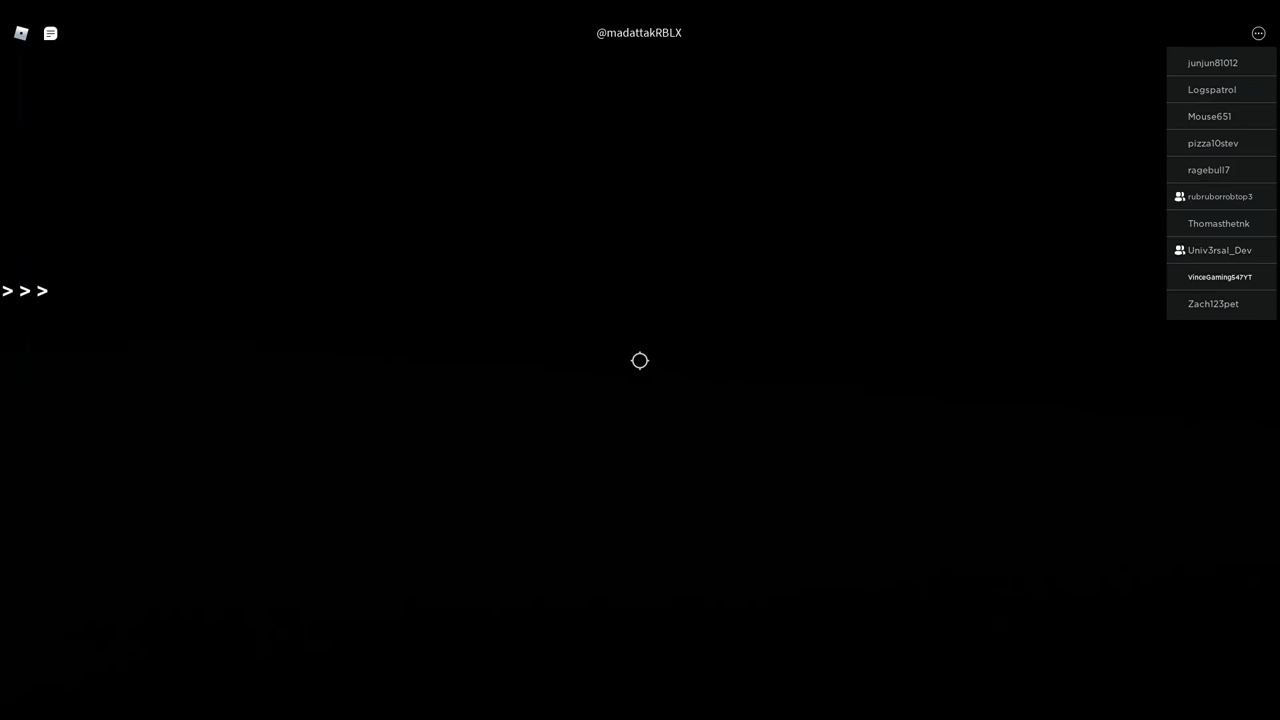 @madattakRBLX
junjun81012
Logspatrol
Mouse651
pizza10stev
ragebull7
rubruborrobtop3
Thomasthetnk
Univ3rsal_Dev
VinceGaming547YT
Zach123pet
> > >